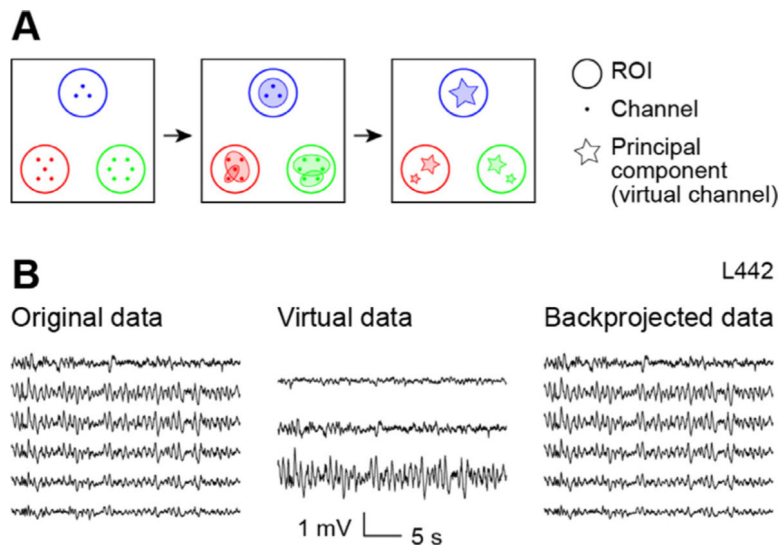 A
ROI
Channel
Principal
component
(virtual channel)
B
L442
Original data
Virtual data
Backprojected data
1 mV
5 s